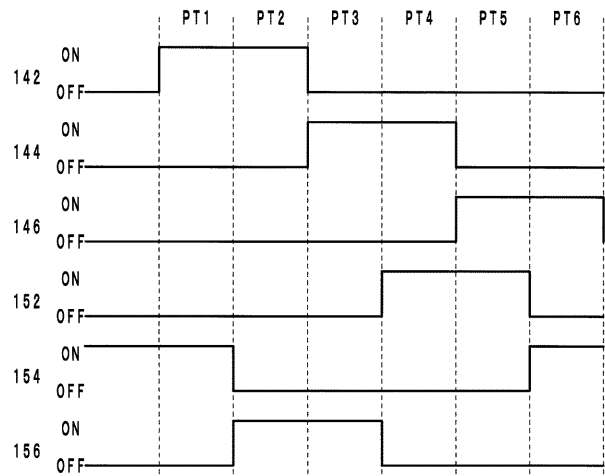 PT1 PT2 PT3 PT4 PT5 PT6
ON
142
OFF
ON
144
OFF
ON
146
OFF
ON
152
OFF
ON
154
OFF
ON
156
OFF